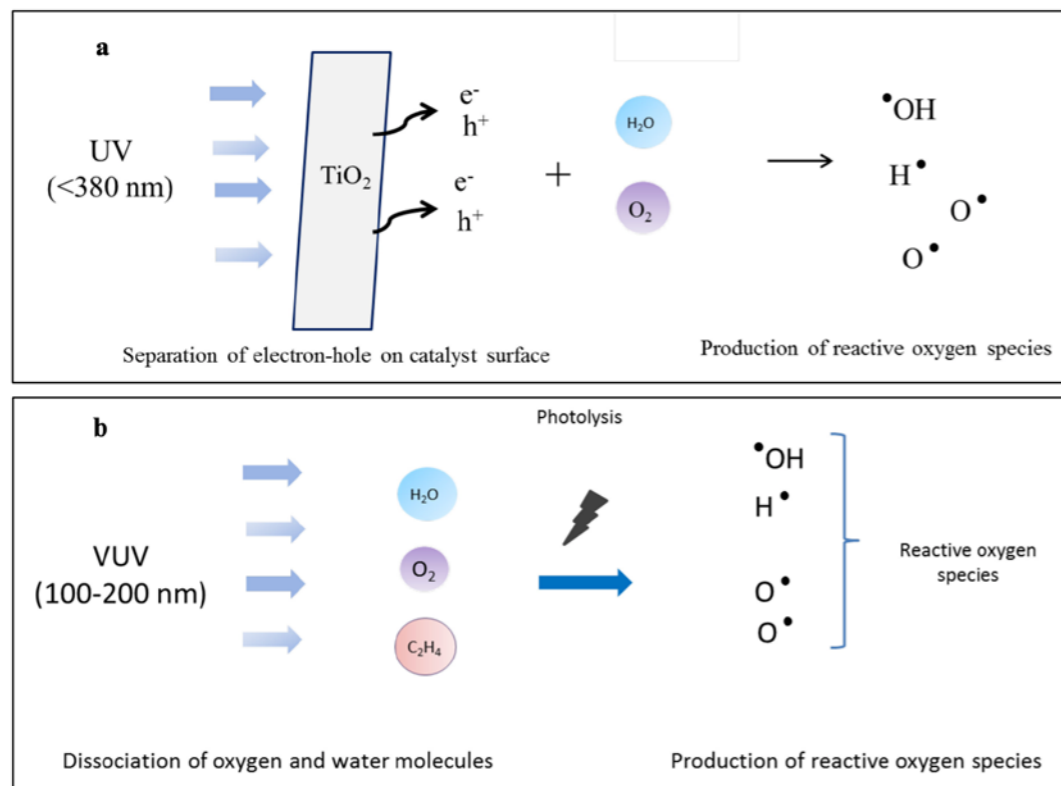 a
UV
(<380 nm)
TiO₂
e⁻
h⁺
e⁻
h⁺
+
H₂O
O₂
•OH
H•
O•
O•
Separation of electron-hole on catalyst surface
Production of reactive oxygen species
b
Photolysis
VUV
(100-200 nm)
H₂O
O₂
C₂H₄
•OH
H•
O•
O•
Reactive oxygen
species
Dissociation of oxygen and water molecules
Production of reactive oxygen species